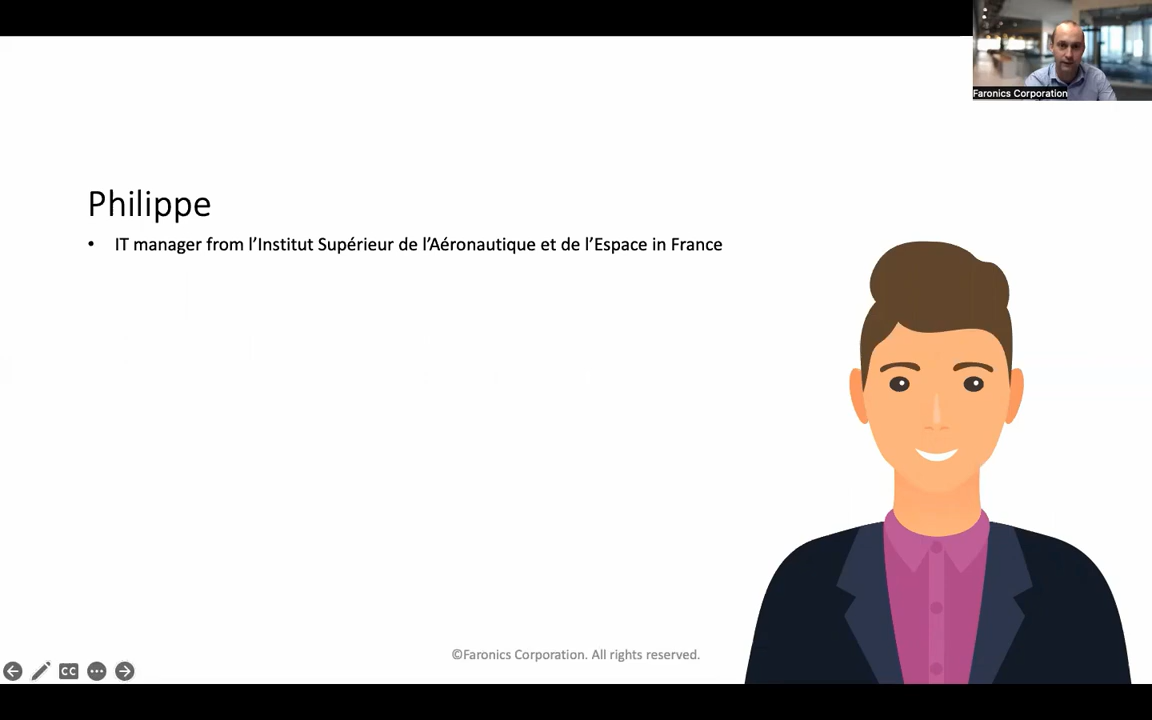 Faronics Corporation
Philippe
• IT manager from l’Institut Supérieur de l’Aéronautique et de l’Espace in France
©Faronics Corporation. All rights reserved.
CC